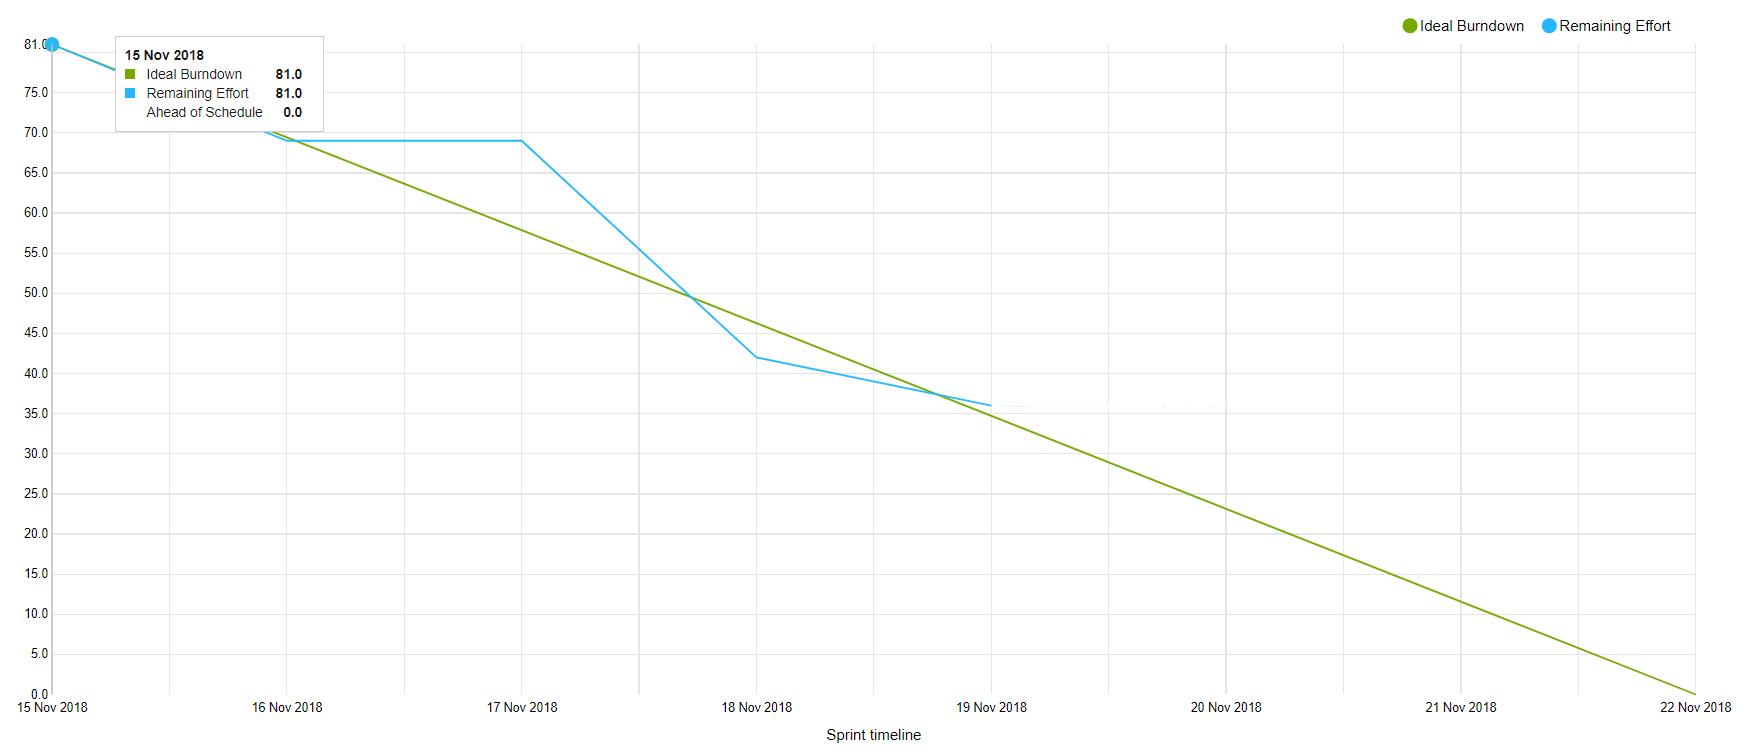 Ideal Burndown Remaining Effort
81.0
15 Nov 2018
Ideal Burndown 81.0
Remaining Effort 81.0
Ahead of Schedule 0.0
75.0
70.0
65.0
60.0
55.0
50.0
45.0
40.0
35.0
30.0
25.0
20.0
15.0
10.0
5.0
0.0
15 Nov 2018 16 Nov 2018 17 Nov 2018 18 Nov 2018 19 Nov 2018 20 Nov 2018 21 Nov 2018 22 Nov 2018
Sprint timeline